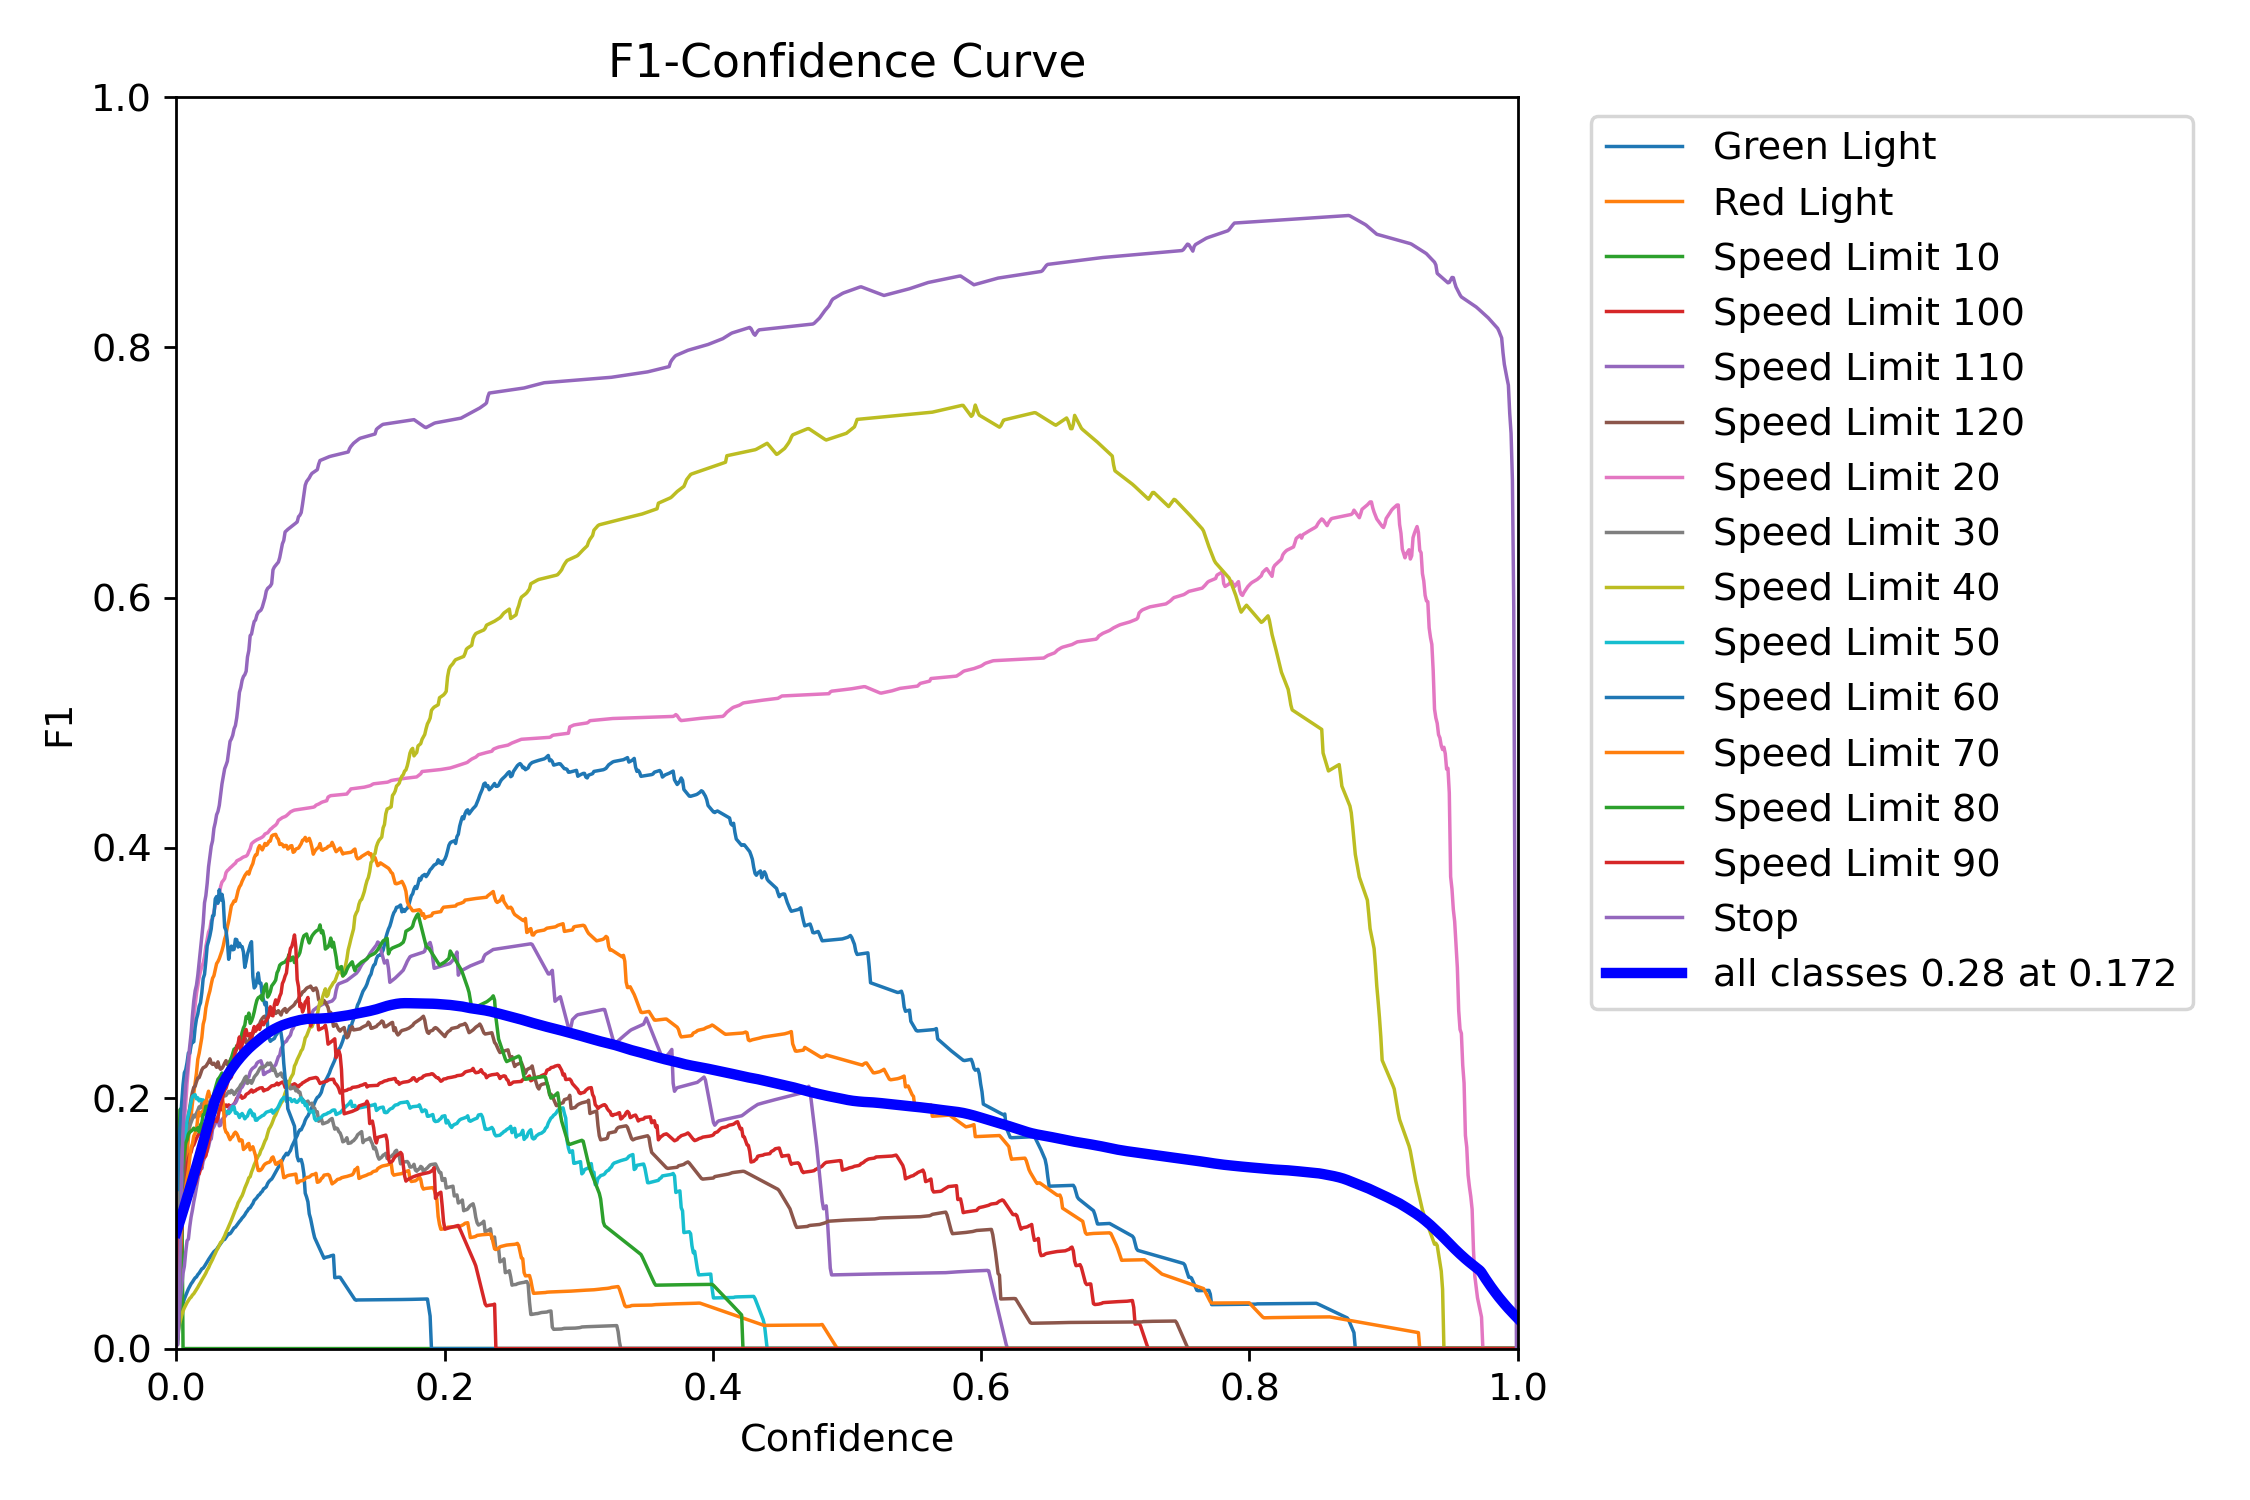 F1-Confidence Curve
1.0
0.8
0.6
0.4
0.2
0.0
F1
0.0 0.2 0.4 0.6 0.8 1.0
Confidence
Green Light
Red Light
Speed Limit 10
Speed Limit 100
Speed Limit 110
Speed Limit 120
Speed Limit 20
Speed Limit 30
Speed Limit 40
Speed Limit 50
Speed Limit 60
Speed Limit 70
Speed Limit 80
Speed Limit 90
Stop
all classes 0.28 at 0.172